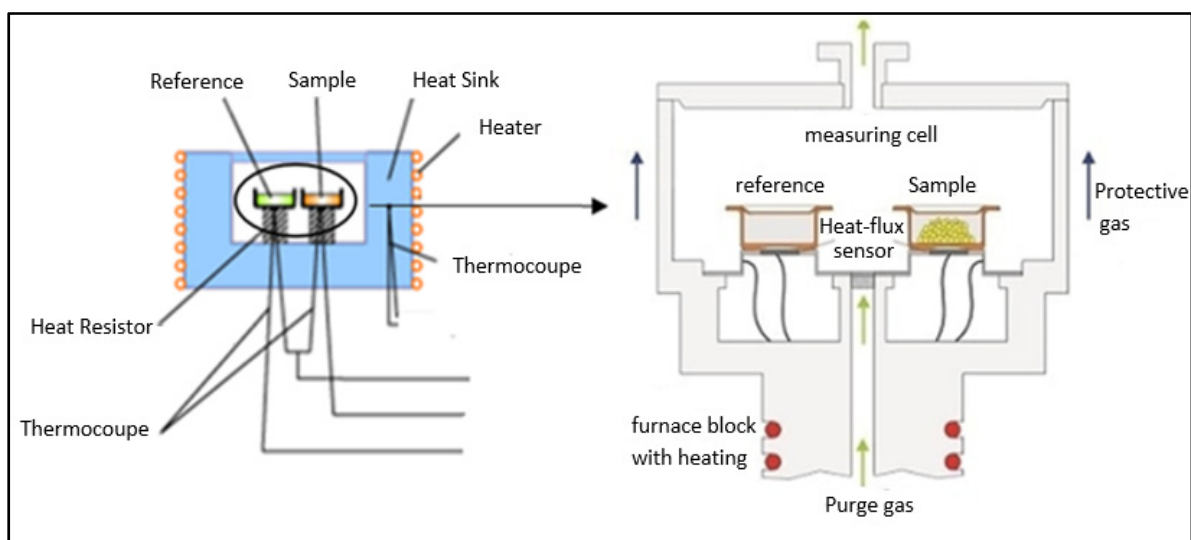 Reference
Sample
Heat Sink
Heater
Thermocoupe
Heat Resistor
Thermocoupe
measuring cell
reference
Sample
Protective
gas
Heat-flux
sensor
furnace block
with heating
Purge gas